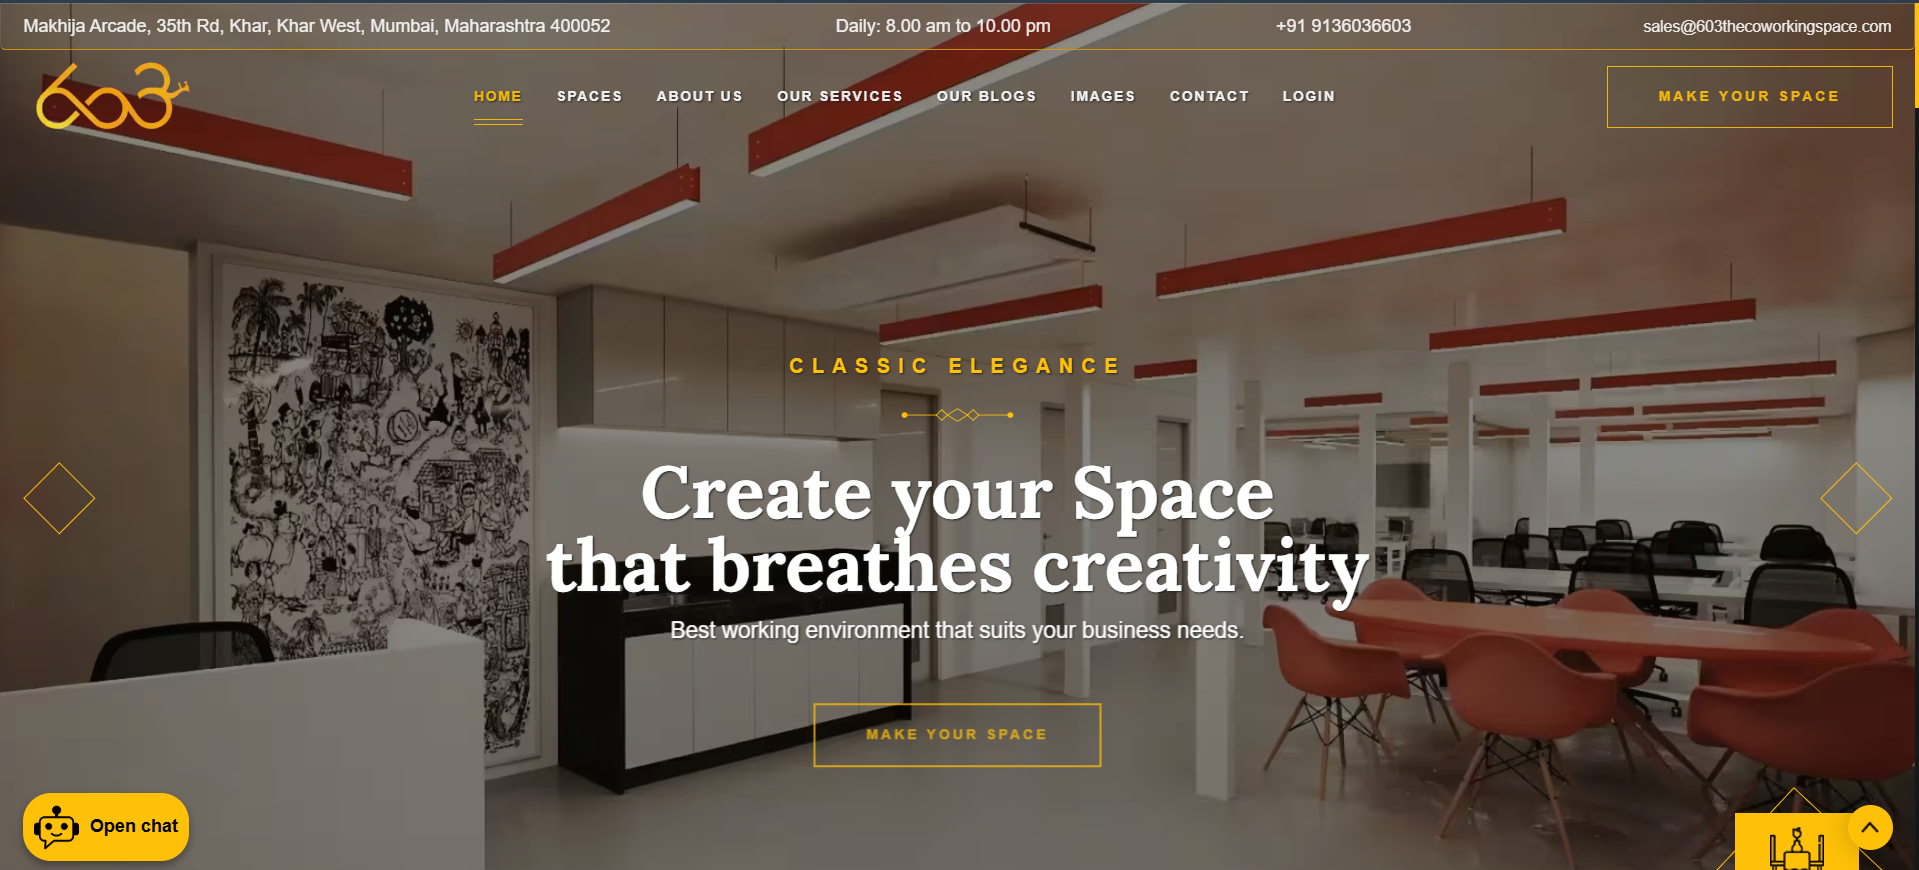 Makhija Arcade, 35th Rd, Khar, Khar West, Mumbai, Maharashtra 400052
Daily: 8.00 am to 10.00 pm
+91 9136036603
sales@603thecoworkingspace.com
603
HOME
SPACES
ABOUT US
OUR SERVICES
OUR BLOGS
IMAGES
CONTACT
LOGIN
MAKE YOUR SPACE
CLASSIC ELEGANCE
Create your Space
that breathes creativity
Best working environment that suits your business needs.
MAKE YOUR SPACE
Open chat